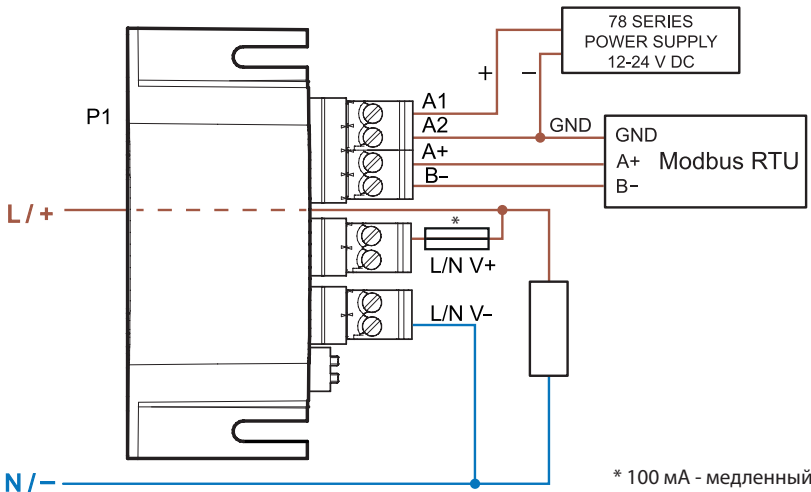 78 SERIES
POWER SUPPLY
12-24 V DC
+
–
P1
A1
A2
GND
A+
B–
GND
A+
B–
Modbus RTU
L / +
*
L/N V+
L/N V–
N / –
* 100 мА - медленный